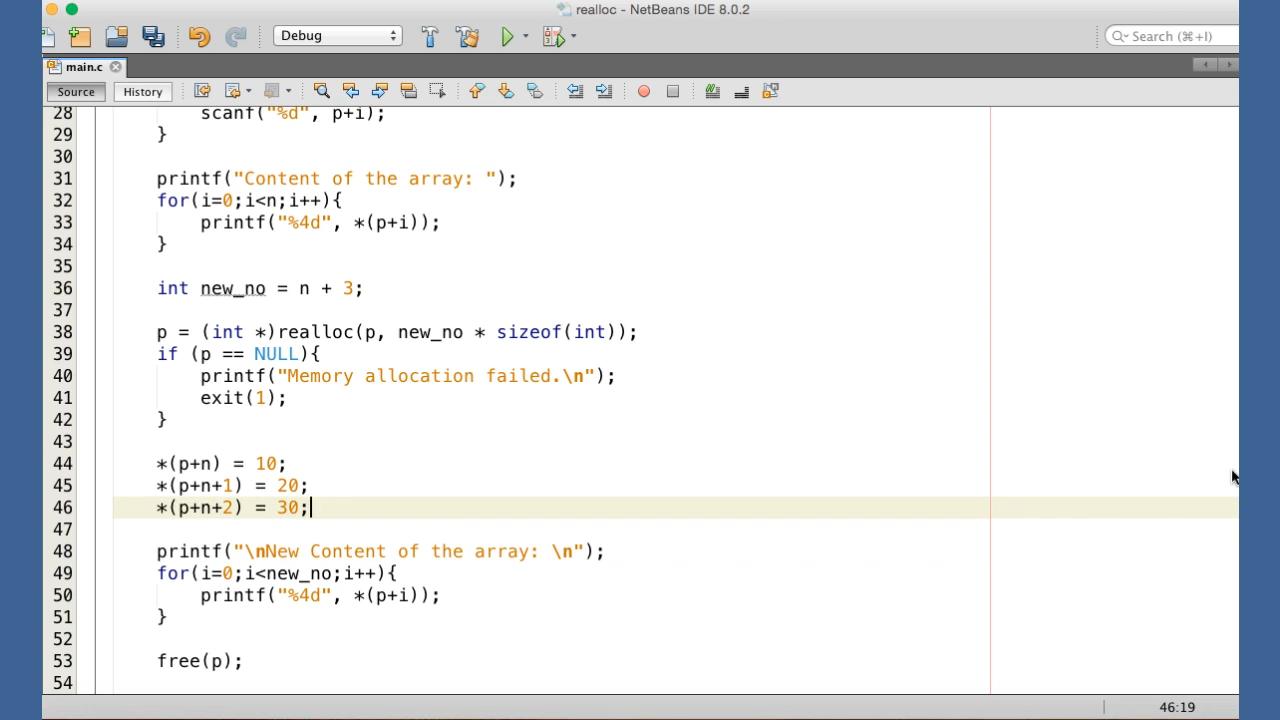 realloc - NetBeans IDE 8.0.2
Debug
Search (⌘+I)
main.c
Source History
28 scanf("%d", p+i);
29 }
30
31 printf("Content of the array: ");
32 for(i=0;i<n;i++){
33 printf("%4d", *(p+i));
34 }
35
36 int new_no = n + 3;
37
38 p = (int *)realloc(p, new_no * sizeof(int));
39 if (p == NULL){
40 printf("Memory allocation failed.\n");
41 exit(1);
42 }
43
44 *(p+n) = 10;
45 *(p+n+1) = 20;
46 *(p+n+2) = 30;
47
48 printf("\nNew Content of the array: \n");
49 for(i=0;i<new_no;i++){
50 printf("%4d", *(p+i));
51 }
52
53 free(p);
54
46:19